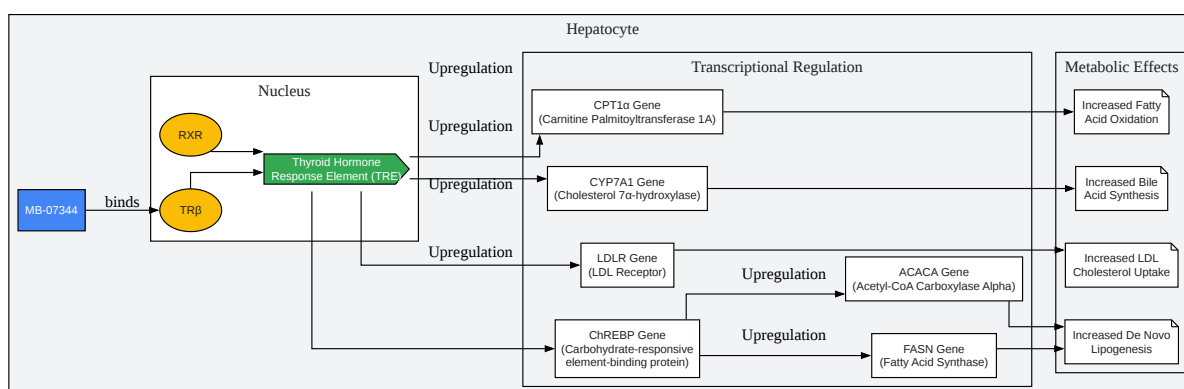 Hepatocyte
Upregulation
Transcriptional Regulation
Metabolic Effects
Nucleus
CPT1α Gene
(Carnitine Palmitoyltransferase 1A)
Increased Fatty
Acid Oxidation
Upregulation
RXR
Thyroid Hormone
Response Element (TRE)
Upregulation
CYP7A1 Gene
(Cholesterol 7α-hydroxylase)
Increased Bile
Acid Synthesis
MB-07344
binds
TRβ
Upregulation
LDLR Gene
(LDL Receptor)
Increased LDL
Cholesterol Uptake
Upregulation
ACACA Gene
(Acetyl-CoA Carboxylase Alpha)
ChREBP Gene
(Carbohydrate-responsive
element-binding protein)
Upregulation
FASN Gene
(Fatty Acid Synthase)
Increased De Novo
Lipogenesis